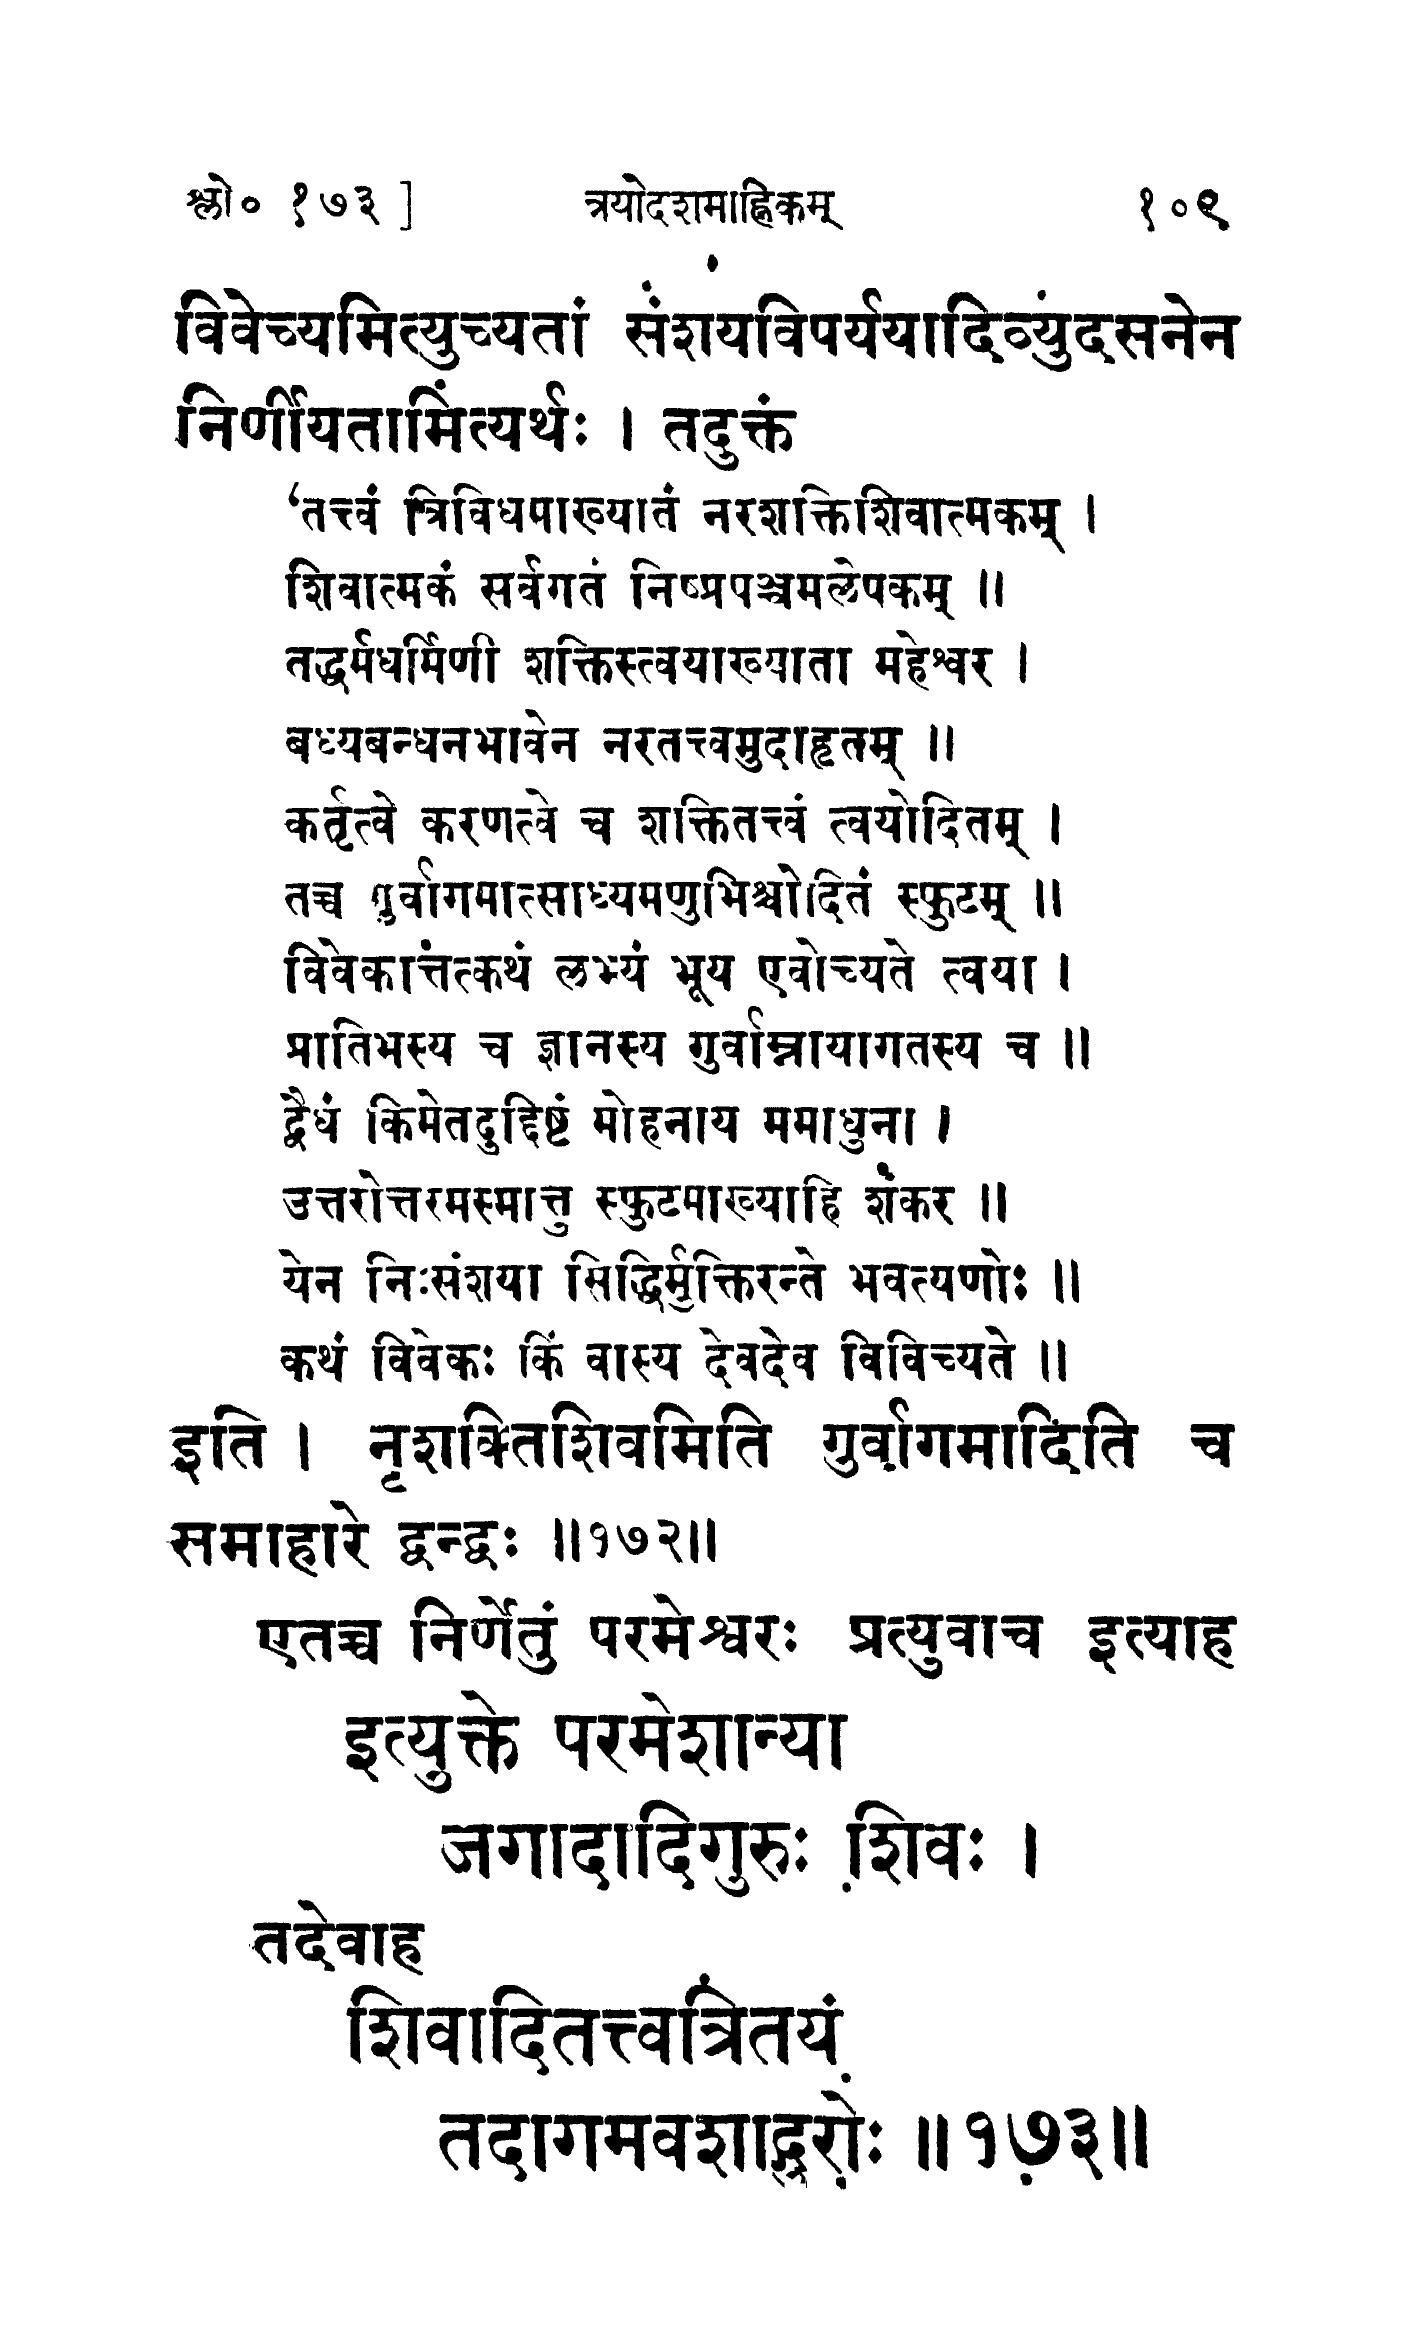 श्लो० १७३ ] त्रयोदशमाह्निकम् १०९
विवेच्यमित्युच्यतां संशयविपर्ययादिव्युदसनेन
निर्णीयतामित्यर्थः । तदुक्तं
‘तत्त्वं त्रिविधमाख्यातं नरशक्तिशिवात्मकम् ।
शिवात्मकं सर्वगतं निष्प्रपञ्चमलेपकम् ॥
तद्धर्मधर्मिणी शक्तिस्त्वयाख्याता महेश्वर ।
बध्यबन्धनभावेन नरतत्त्वमुदाहृतम् ॥
कर्तृत्वे करणत्वे च शक्तितत्त्वं त्वयोदितम् ।
तच्च गुर्वागमात्साध्यमणुभिश्चोदितं स्फुटम् ॥
विवेकात्तत्कथं लभ्यं भूय एवोच्यते त्वया ।
प्रातिभस्य च ज्ञानस्य गुर्वाम्नायागतस्य च ॥
द्वैधं किमेतदुद्दिष्टं मोहनाय ममाधुना ।
उत्तरोत्तरमस्मात्तु स्फुटमाख्याहि शंकर ॥
येन निःसंशया सिद्धिर्मुक्तिरन्ते भवत्यणोः ॥
कथं विवेकः किं वास्य देवदेव विविच्यते ॥
इति । नृशक्तिशिवमिति गुर्वागमादिति च
समाहारे द्वन्द्वः ॥१७२॥
एतच्च निर्णेतुं परमेश्वरः प्रत्युवाच इत्याह
इत्युक्ते परमेशान्या
जगादादिगुरुः शिवः ।
तदेवाह
शिवादितत्त्वत्रितयं
तदागमवशाद्गुरोः ॥१७३॥